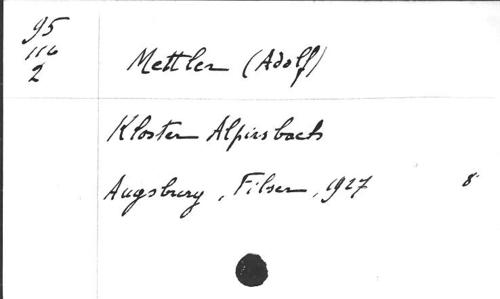 95
116
2
Mettler (Adolf)
Kloster Alpirsbach
Augsburg, Filser, 1927 8°